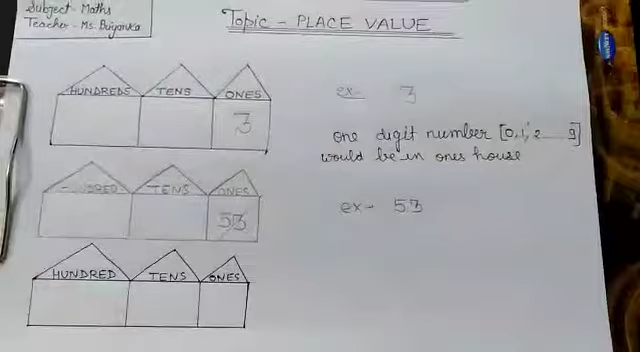 Subject- Maths
Teacher- Ms. Priyanka
Topic - PLACE VALUE
HUNDREDS TENS ONES
3
ex- 3
one digit number [0,1,2.....9]
would be in ones house
TENS ONES
53
ex- 53
HUNDRED TENS ONES